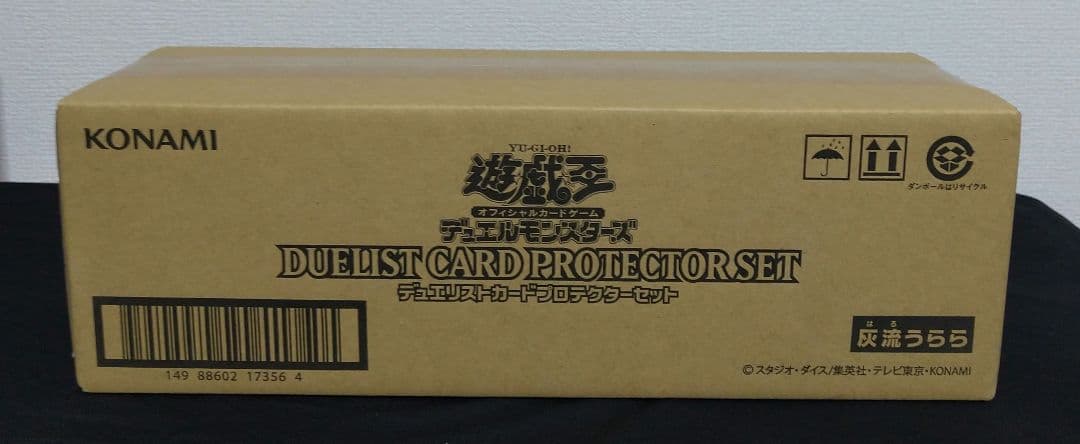 KONAMI
YU-GI-OH!
遊戯王
オフィシャルカードゲーム
デュエルモンスターズ
DUELIST CARD PROTECTOR SET
デュエリストカードプロテクターセット
ダンボールはリサイクル
149 88602 17356 4
はる
灰流うらら
©スタジオ・ダイス/集英社・テレビ東京・KONAMI